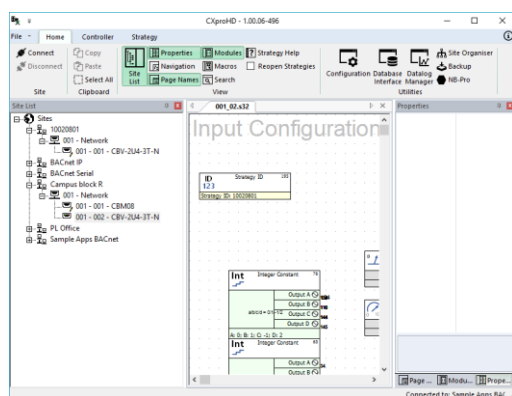 CXproHD - 1.00.06-496
File Home Controller Strategy
Connect
Disconnect
Site
Copy
Paste
Select All
Clipboard
Site List
Properties
Navigation
Page Names
Modules
Macros
Search
Strategy Help
Reopen Strategies
View
Configuration
Database Interface
Datalog Manager
Site Organiser
Backup
NB-Pro
Utilities
Site List
Sites
10020801
001 - Network
001 - 001 - CBV-2U4-3T-N
BACnet IP
BACnet Serial
Campus block R
001 - Network
001 - 001 - CBM08
001 - 002 - CBV-2U4-3T-N
PL Office
Sample Apps BACnet
001_02.s32
Input Configuration
ID Strategy ID
123
Strategy ID: 10020801
Int Integer Constant
Output A
Output B
Output C
Output D
A: 0; B: 1; C: -1; D: 2
Int Integer Constant
Output A
Output B
Properties
Page ... Modu... Prope...
Connected to: Sample Apps BAC